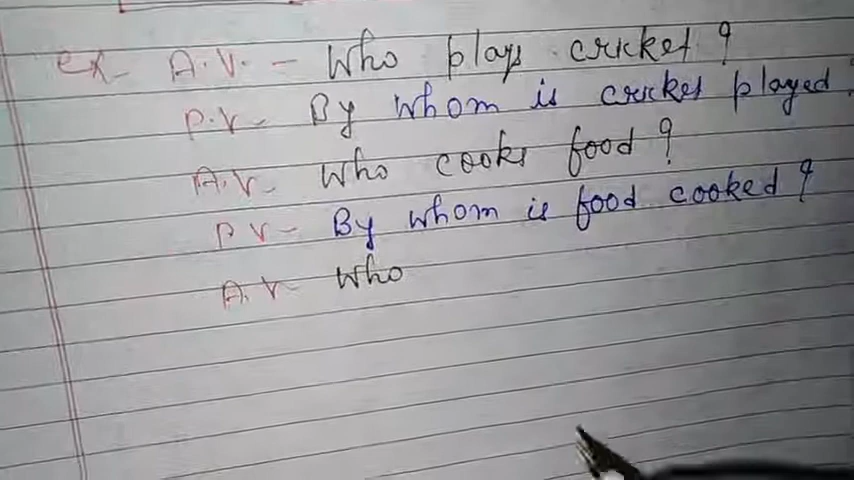 ex- A.V. - Who plays cricket ?
P.V- By whom is cricket played
A.V- Who cooks food ?
P V- By whom is food cooked ?
A.V- Who